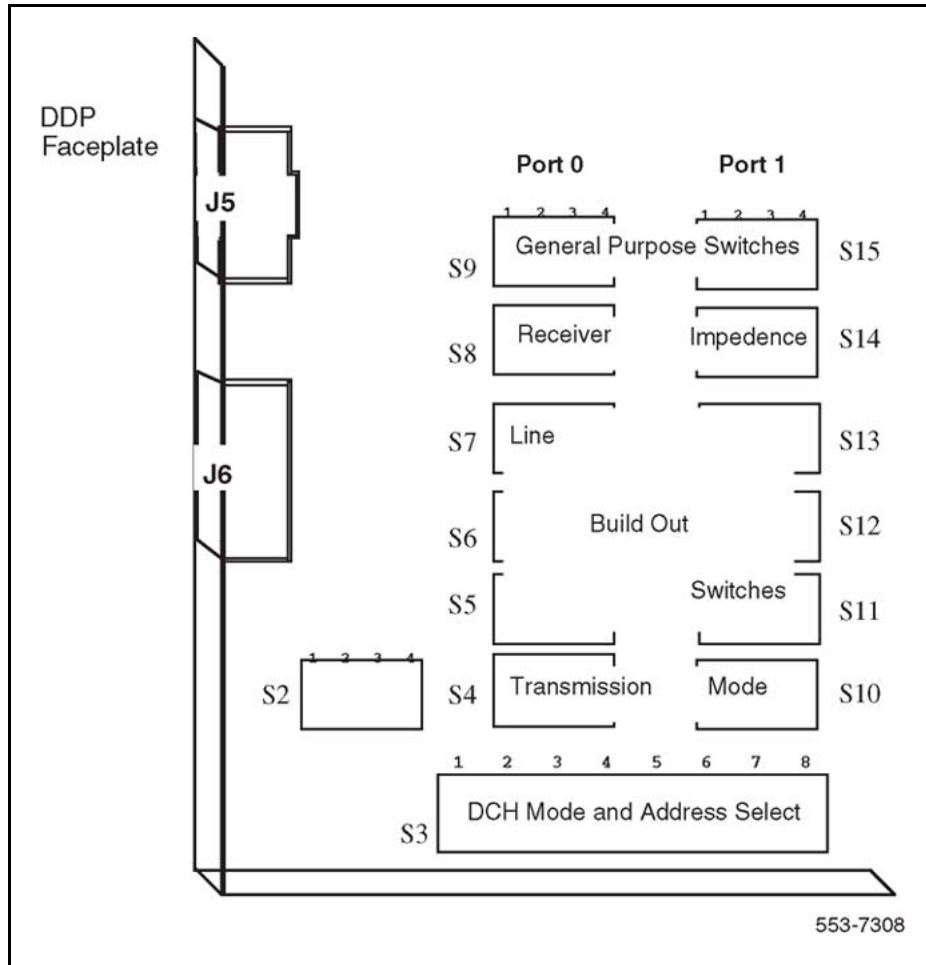 DDP
Faceplate
J5
J6
Port 0 Port 1
1 2 3 4 1 2 3 4
S9 General Purpose Switches S15
S8 Receiver Impedence S14
S7 Line S13
S6 Build Out S12
S5 Switches S11
1 2 3 4
S2 S4 Transmission Mode S10
1 2 3 4 5 6 7 8
S3 DCH Mode and Address Select
553-7308